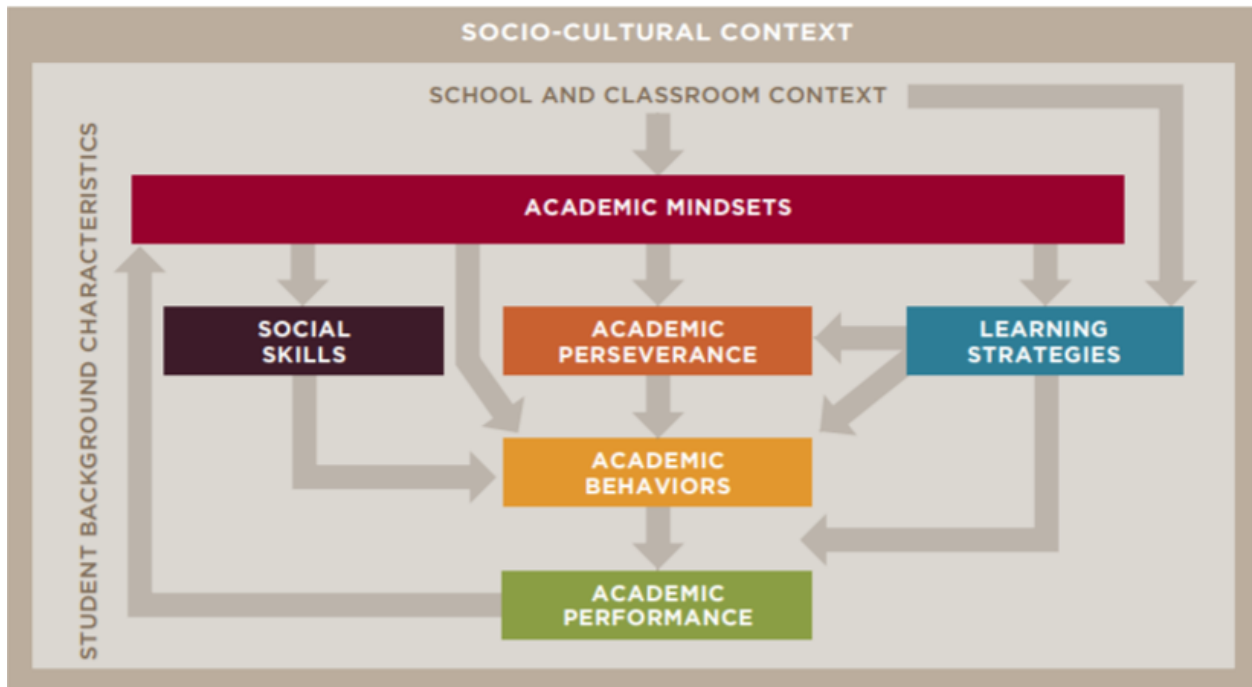 SOCIO-CULTURAL CONTEXT
SCHOOL AND CLASSROOM CONTEXT
STUDENT BACKGROUND CHARACTERISTICS
ACADEMIC MINDSETS
SOCIAL
SKILLS
ACADEMIC
PERSEVERANCE
LEARNING
STRATEGIES
ACADEMIC
BEHAVIORS
ACADEMIC
PERFORMANCE